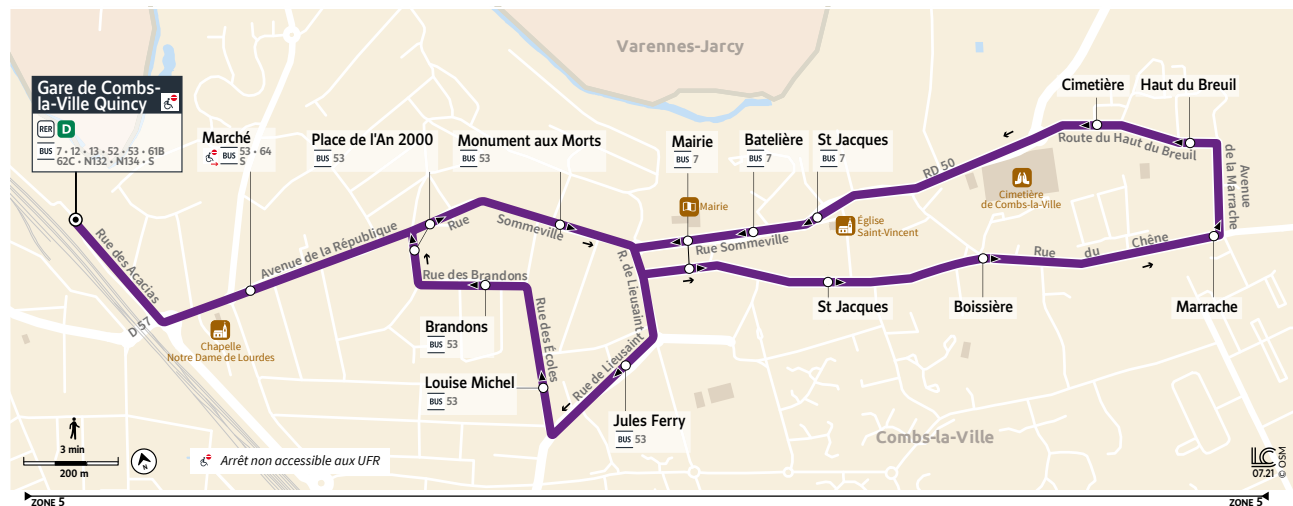 Varennes-Jarcy
Gare de Combs-
la-Ville Quincy
RER D
BUS 7 • 12 • 13 • 52 • 53 • 61B
62C • N132 • N134 • S
Marché
BUS 53 • 64
S
Place de l'An 2000
BUS 53
Monument aux Morts
BUS 53
Mairie
BUS 7
Batelière
BUS 7
St Jacques
BUS 7
Cimetière
Haut du Breuil
Route du Haut du Breuil
Avenue
de la Marrache
RD 50
Cimetière
de Combs-la-Ville
Mairie
Église
Saint-Vincent
Rue Sommeville
Rue
Sommeville
Avenue de la République
Rue des Acacias
D 57
Chapelle
Notre Dame de Lourdes
Rue des Brandons
Rue des Écoles
R. de Lieusaint
Rue de Lieusaint
Rue du Chêne
St Jacques
Boissière
Marrache
Brandons
BUS 53
Louise Michel
BUS 53
Jules Ferry
BUS 53
Combs-la-Ville
3 min
200 m
N
Arrêt non accessible aux UFR
LC
07.21
© OSM
ZONE 5
ZONE 5